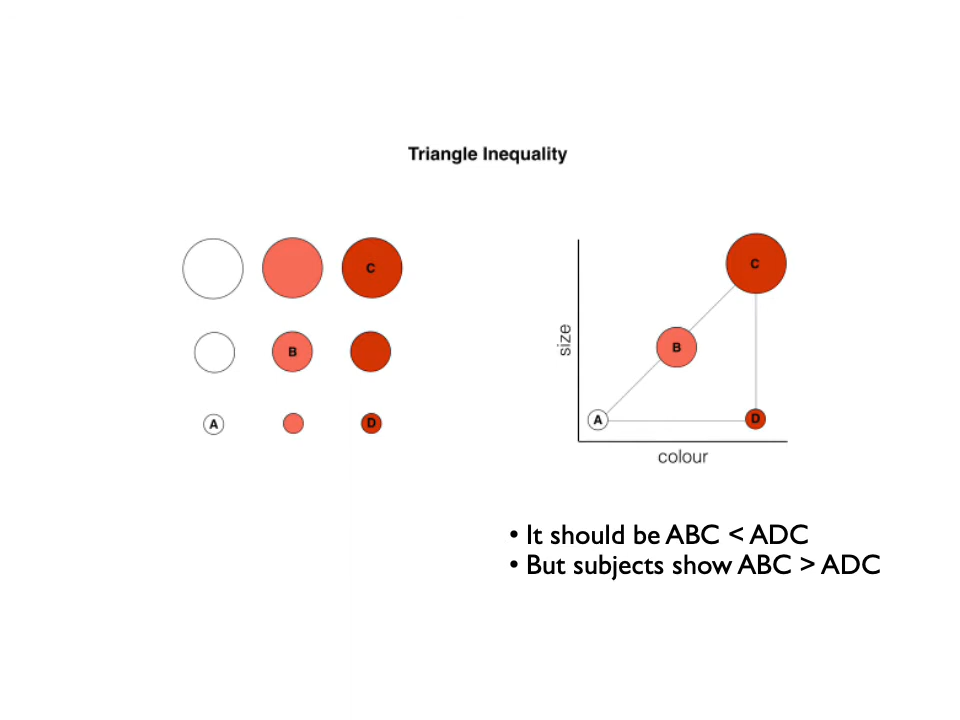 Triangle Inequality
C
B
A
D
C
B
A
D
size
colour
• It should be ABC < ADC
• But subjects show ABC > ADC